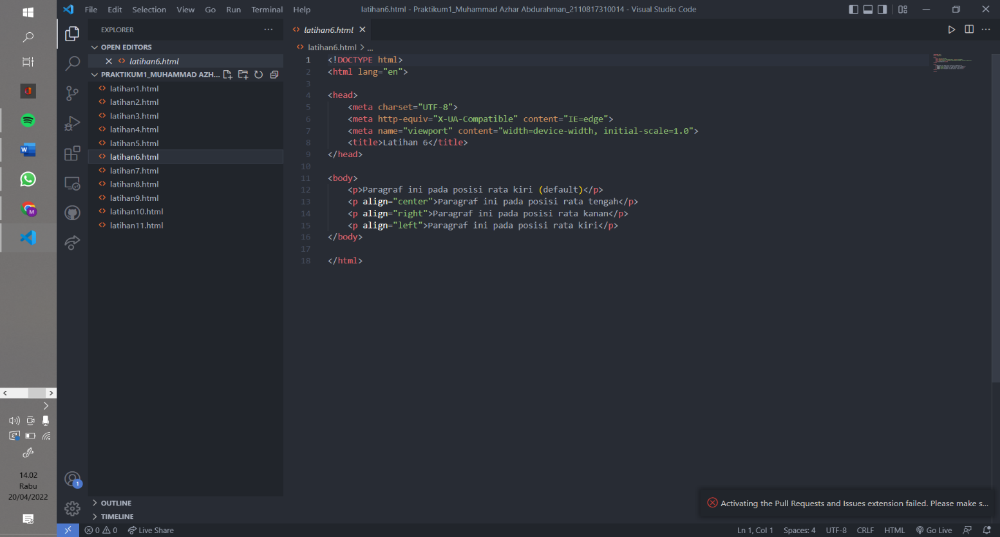 File Edit Selection View Go Run Terminal Help
latihan6.html - Praktikum1_Muhammad Azhar Abdurahman_2110817310014 - Visual Studio Code
EXPLORER
OPEN EDITORS
latihan6.html
PRAKTIKUM1_MUHAMMAD AZH...
latihan1.html
latihan2.html
latihan3.html
latihan4.html
latihan5.html
latihan6.html
latihan7.html
latihan8.html
latihan9.html
latihan10.html
latihan11.html
OUTLINE
TIMELINE
latihan6.html
latihan6.html > ...
1 <!DOCTYPE html>
2 <html lang="en">
3
4 <head>
5 <meta charset="UTF-8">
6 <meta http-equiv="X-UA-Compatible" content="IE=edge">
7 <meta name="viewport" content="width=device-width, initial-scale=1.0">
8 <title>Latihan 6</title>
9 </head>
10
11 <body>
12 <p>Paragraf ini pada posisi rata kiri (default)</p>
13 <p align="center">Paragraf ini pada posisi rata tengah</p>
14 <p align="right">Paragraf ini pada posisi rata kanan</p>
15 <p align="left">Paragraf ini pada posisi rata kiri</p>
16 </body>
17
18 </html>
Activating the Pull Requests and Issues extension failed. Please make s...
14.02
Rabu
20/04/2022
1
0 0 Live Share
Ln 1, Col 1 Spaces: 4 UTF-8 CRLF HTML Go Live